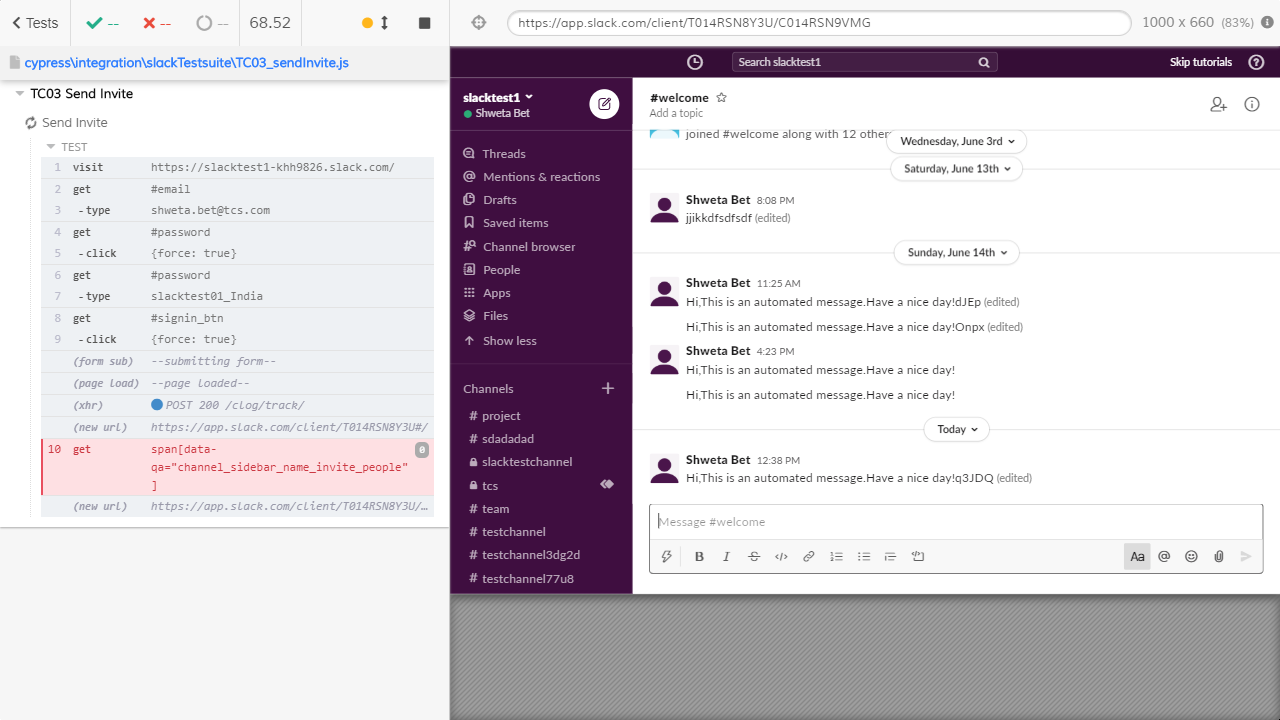 Tests
--
--
--
68.52
https://app.slack.com/client/T014RSN8Y3U/C014RSN9VMG
1000 x 660 (83%)
cypress\integration\slackTestsuite\TC03_sendInvite.js
TC03 Send Invite
Send Invite
TEST
1 visit https://slacktest1-khh9826.slack.com/
2 get #email
3 -type shweta.bet@tcs.com
4 get #password
5 -click {force: true}
6 get #password
7 -type slacktest01_India
8 get #signin_btn
9 -click {force: true}
(form sub) --submitting form--
(page load) --page loaded--
(xhr) POST 200 /clog/track/
(new url) https://app.slack.com/client/T014RSN8Y3U#/
10 get span[data-
qa="channel_sidebar_name_invite_people"
]
0
(new url) https://app.slack.com/client/T014RSN8Y3U/…
Search slacktest1
Skip tutorials
slacktest1
Shweta Bet
Threads
Mentions & reactions
Drafts
Saved items
Channel browser
People
Apps
Files
Show less
Channels
# project
# sdadadad
slacktestchannel
tcs
# team
# testchannel
# testchannel3dg2d
# testchannel77u8
#welcome
Add a topic
joined #welcome along with 12 other
Wednesday, June 3rd
Saturday, June 13th
Shweta Bet 8:08 PM
jjikkdfsdfsdf (edited)
Sunday, June 14th
Shweta Bet 11:25 AM
Hi,This is an automated message.Have a nice day!dJEp (edited)
Hi,This is an automated message.Have a nice day!Onpx (edited)
Shweta Bet 4:23 PM
Hi,This is an automated message.Have a nice day!
Hi,This is an automated message.Have a nice day!
Today
Shweta Bet 12:38 PM
Hi,This is an automated message.Have a nice day!q3JDQ (edited)
Message #welcome
B I S </> Aa @